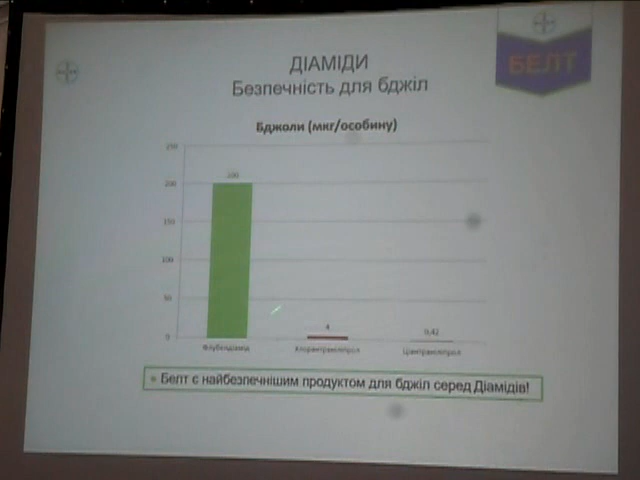 БЕЛТ
ДІАМІДИ
Безпечність для бджіл
Бджоли (мкг/особину)
250
200
150
100
50
0
200
4
0,42
Флубендіамід
Хлорантраніліпрол
Ціантраніліпрол
Белт є найбезпечнішим продуктом для бджіл серед Діамідів!